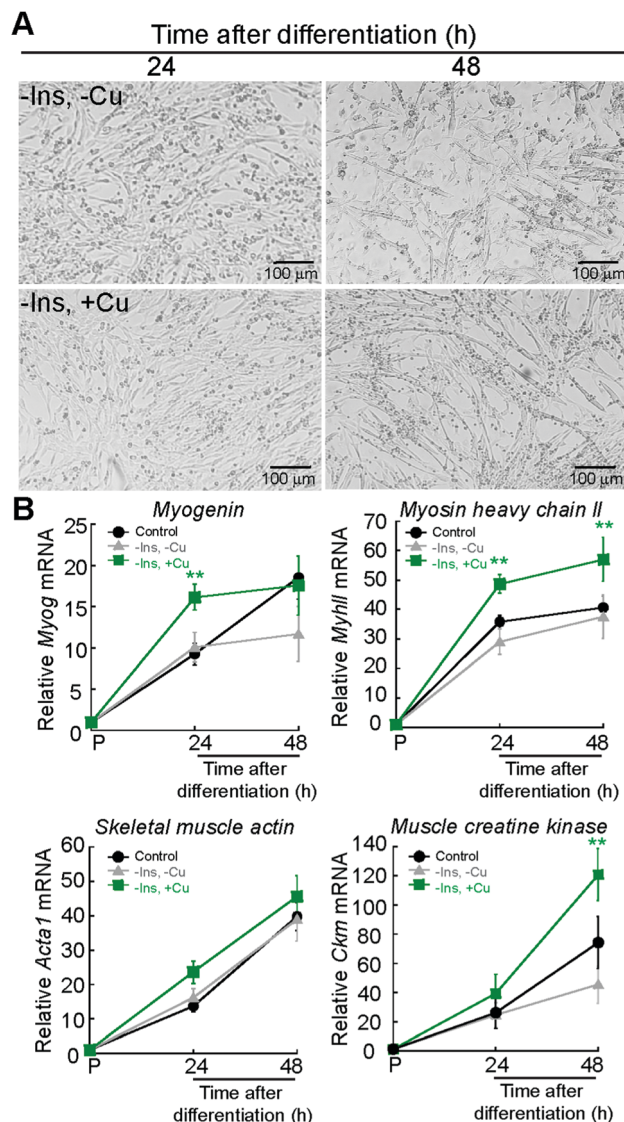 A
Time after differentiation (h)
24 48
-Ins, -Cu
100 μm 100 μm
-Ins, +Cu
100 μm 100 μm
B
Myogenin
Relative Myog mRNA
25
20
15
10
5
0
Control
-Ins, -Cu
-Ins, +Cu
**
P 24 48
Time after
differentiation (h)
Myosin heavy chain II
Relative MyhII mRNA
70
60
50
40
30
20
10
0
Control
-Ins, -Cu
-Ins, +Cu
**
**
P 24 48
Time after
differentiation (h)
Skeletal muscle actin
Relative Acta1 mRNA
60
50
40
30
20
10
0
Control
-Ins, -Cu
-Ins, +Cu
P 24 48
Time after
differentiation (h)
Muscle creatine kinase
Relative Ckm mRNA
140
120
100
80
60
40
20
0
Control
-Ins, -Cu
-Ins, +Cu
**
P 24 48
Time after
differentiation (h)